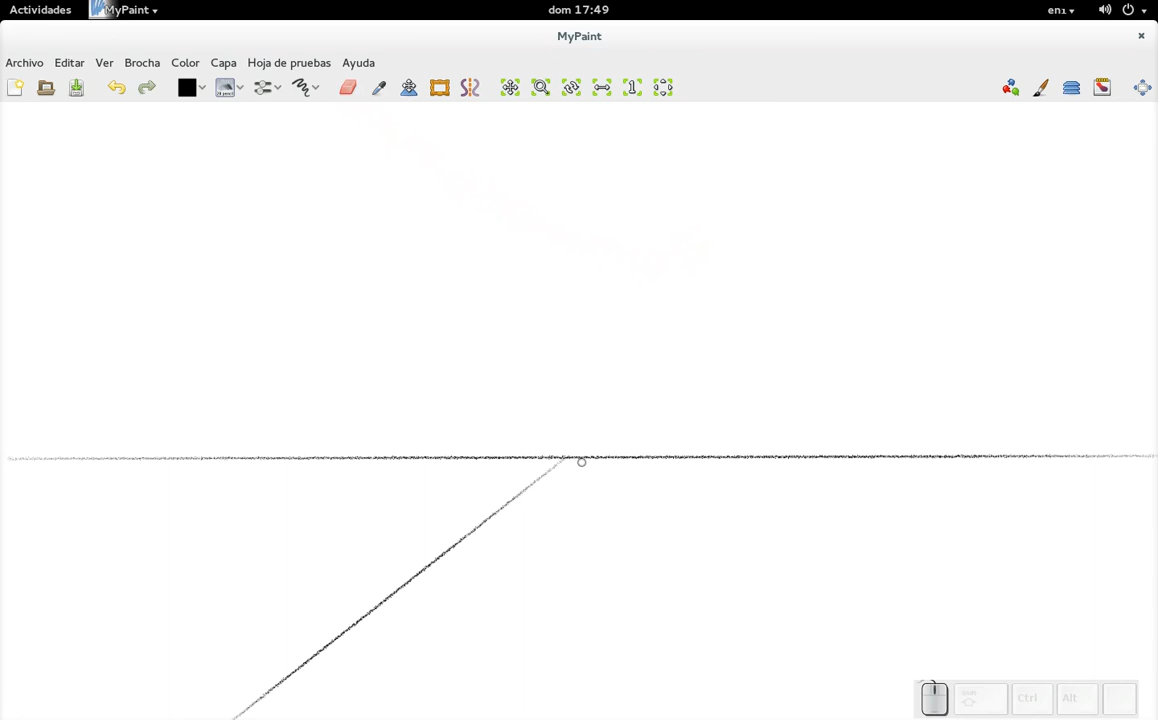 Actividades MyPaint dom 17:49 en1
MyPaint
Archivo Editar Ver Brocha Color Capa Hoja de pruebas Ayuda
1
Ctrl Alt